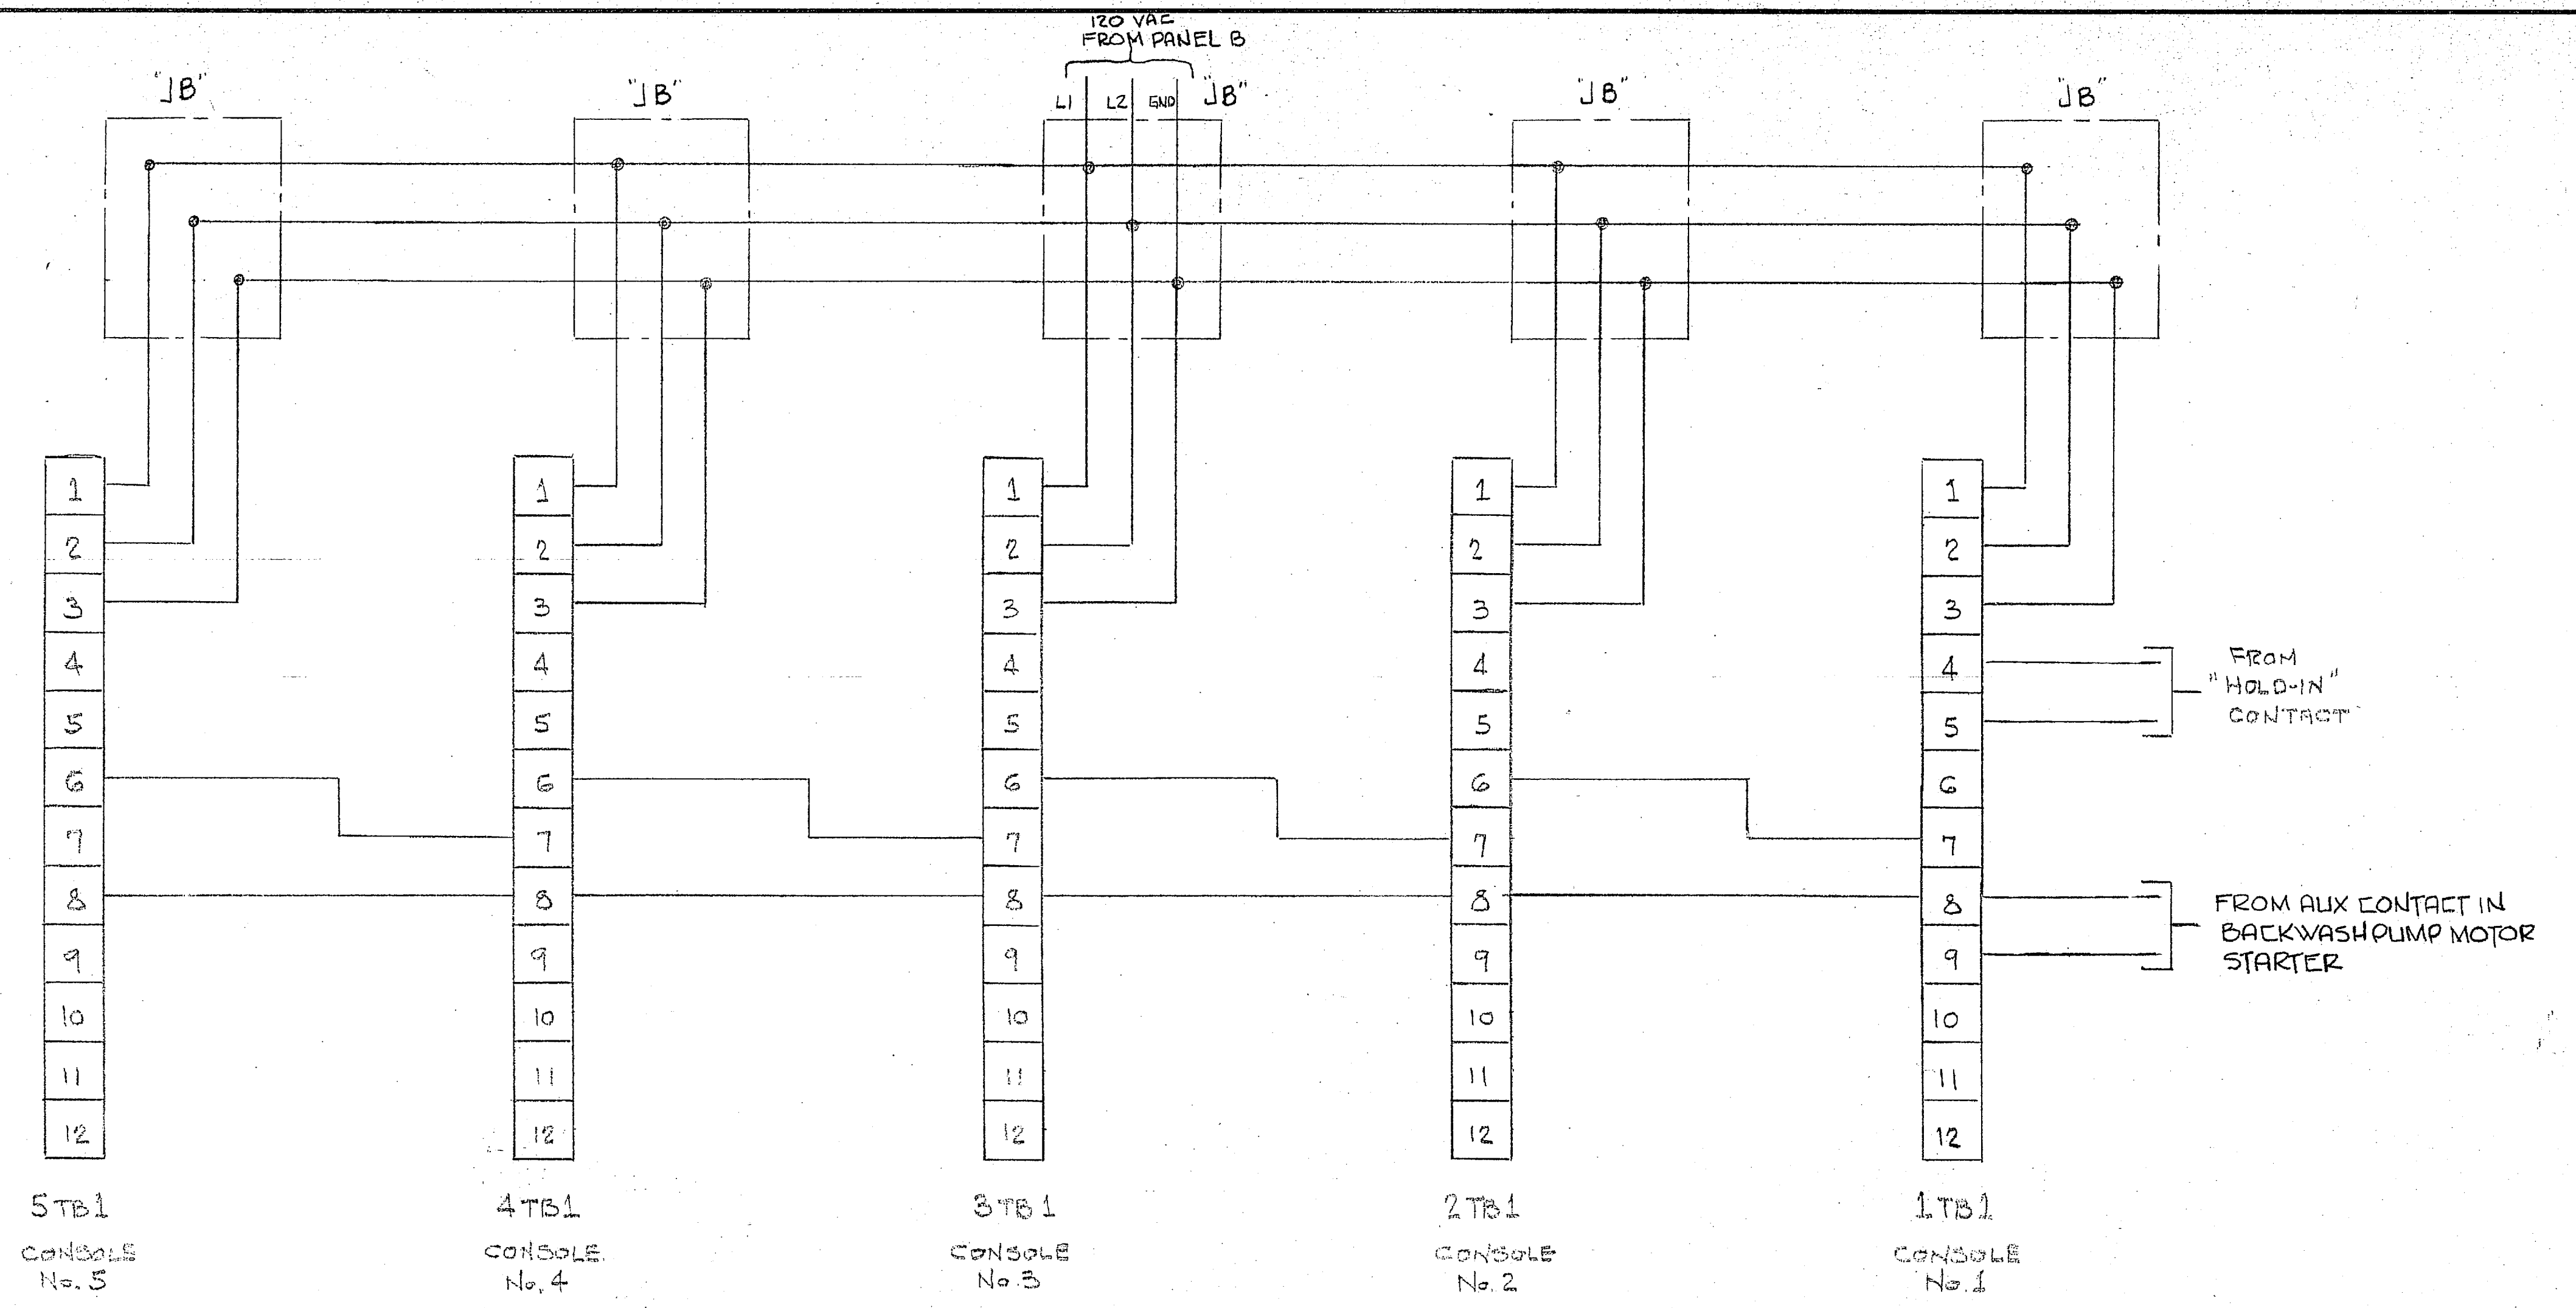 120 VAC
FROM PANEL B
"JB"
"JB"
L1 L2 GND "JB"
"JB"
"JB"
1 1 1 1 1
2 2 2 2 2
3 3 3 3 3
4 4 4 4 4
5 5 5 5 5
6 6 6 6 6
7 7 7 7 7
8 8 8 8 8
9 9 9 9 9
10 10 10 10 10
11 11 11 11 11
12 12 12 12 12
FROM
"HOLD-IN"
CONTACT
FROM AUX CONTACT IN
BACKWASH PUMP MOTOR
STARTER
5TB1
CONSOLE
No. 5
4TB1
CONSOLE
No. 4
3TB1
CONSOLE
No. 3
2TB1
CONSOLE
No. 2
1TB1
CONSOLE
No. 1